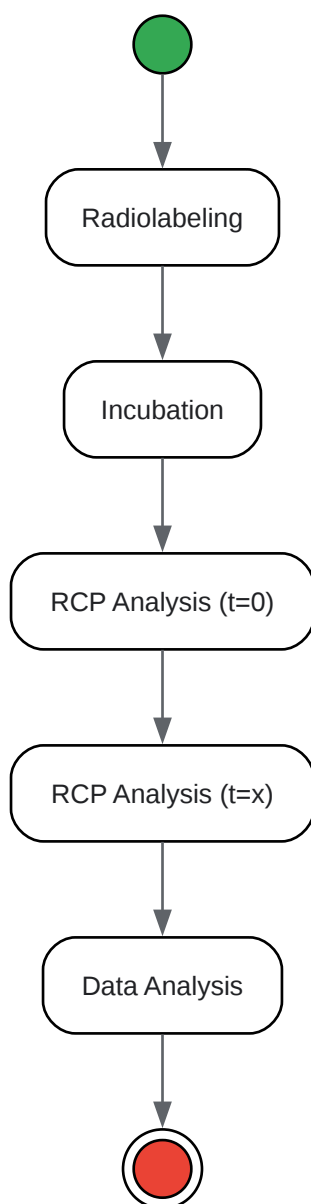 Radiolabeling
Incubation
RCP Analysis (t=0)
RCP Analysis (t=x)
Data Analysis